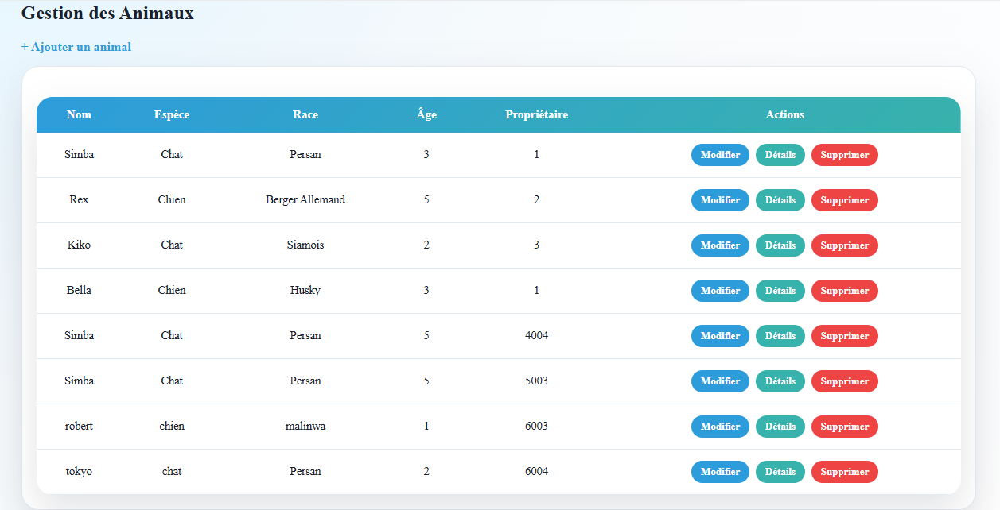 Gestion des Animaux
+ Ajouter un animal
Nom Espèce Race Âge Propriétaire Actions
Simba Chat Persan 3 1 Modifier Détails Supprimer
Rex Chien Berger Allemand 5 2 Modifier Détails Supprimer
Kiko Chat Siamois 2 3 Modifier Détails Supprimer
Bella Chien Husky 3 1 Modifier Détails Supprimer
Simba Chat Persan 5 4004 Modifier Détails Supprimer
Simba Chat Persan 5 5003 Modifier Détails Supprimer
robert chien malinwa 1 6003 Modifier Détails Supprimer
tokyo chat Persan 2 6004 Modifier Détails Supprimer